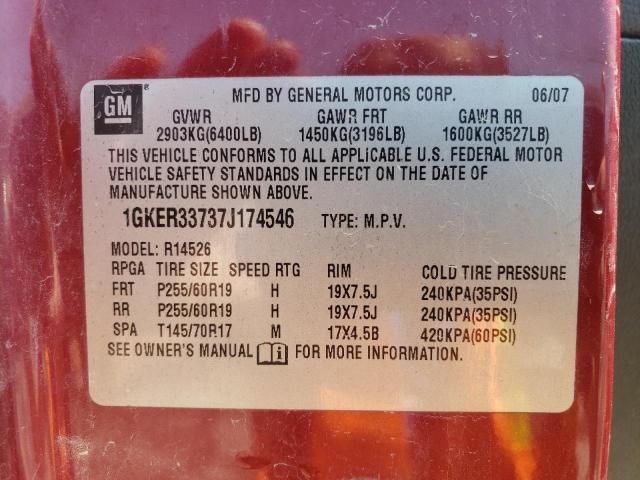 GM ®
MFD BY GENERAL MOTORS CORP. 06/07
GVWR GAWR FRT GAWR RR
2903KG(6400LB) 1450KG(3196LB) 1600KG(3527LB)
THIS VEHICLE CONFORMS TO ALL APPLICABLE U.S. FEDERAL MOTOR
VEHICLE SAFETY STANDARDS IN EFFECT ON THE DATE OF
MANUFACTURE SHOWN ABOVE.
1GKER33737J174546 TYPE: M.P.V.
MODEL: R14526
RPGA TIRE SIZE SPEED RTG RIM COLD TIRE PRESSURE
FRT P255/60R19 H 19X7.5J 240KPA(35PSI)
RR P255/60R19 H 19X7.5J 240KPA(35PSI)
SPA T145/70R17 M 17X4.5B 420KPA(60PSI)
SEE OWNER'S MANUAL i FOR MORE INFORMATION.